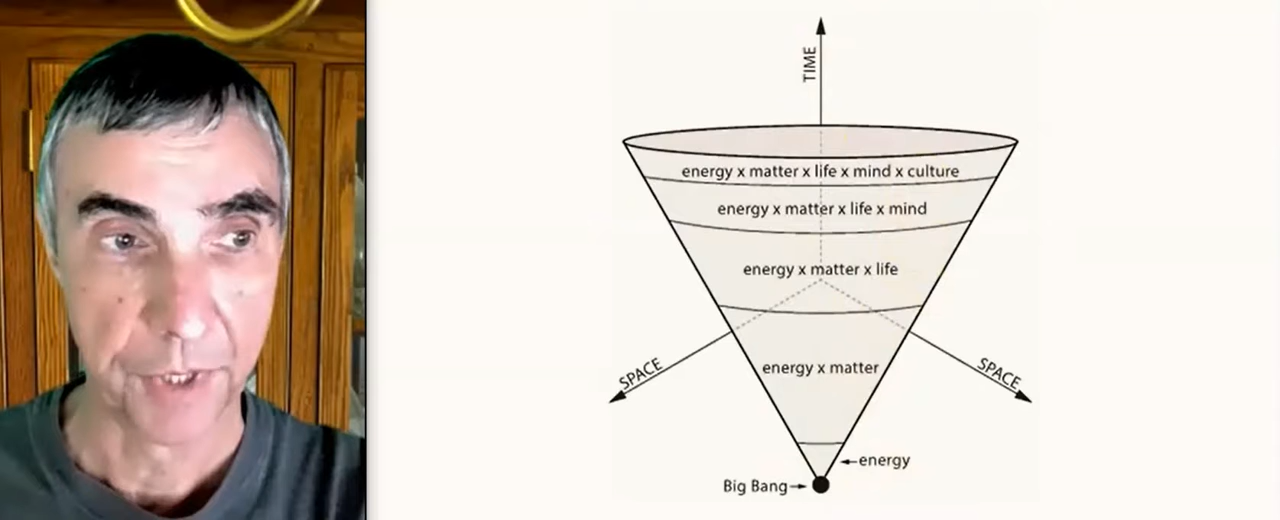 TIME
energy x matter x life x mind x culture
energy x matter x life x mind
energy x matter x life
SPACE
SPACE
energy x matter
energy
Big Bang